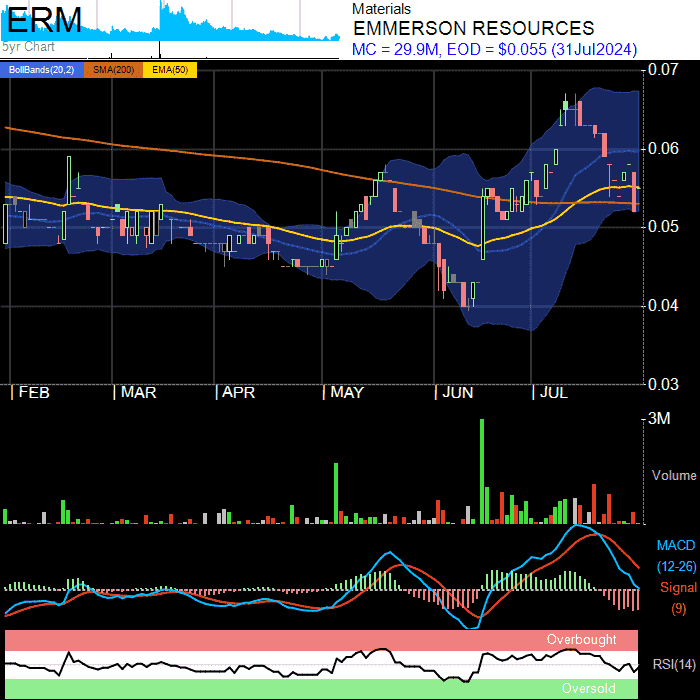 ERM
5yr Chart
Materials
EMMERSON RESOURCES
MC = 29.9M, EOD = $0.055 (31Jul2024)
BollBands(20,2) SMA(200) EMA(50)
0.07
0.06
0.05
0.04
0.03
FEB MAR APR MAY JUN JUL
3M
Volume
MACD
(12-26)
Signal
(9)
Overbought
RSI(14)
Oversold